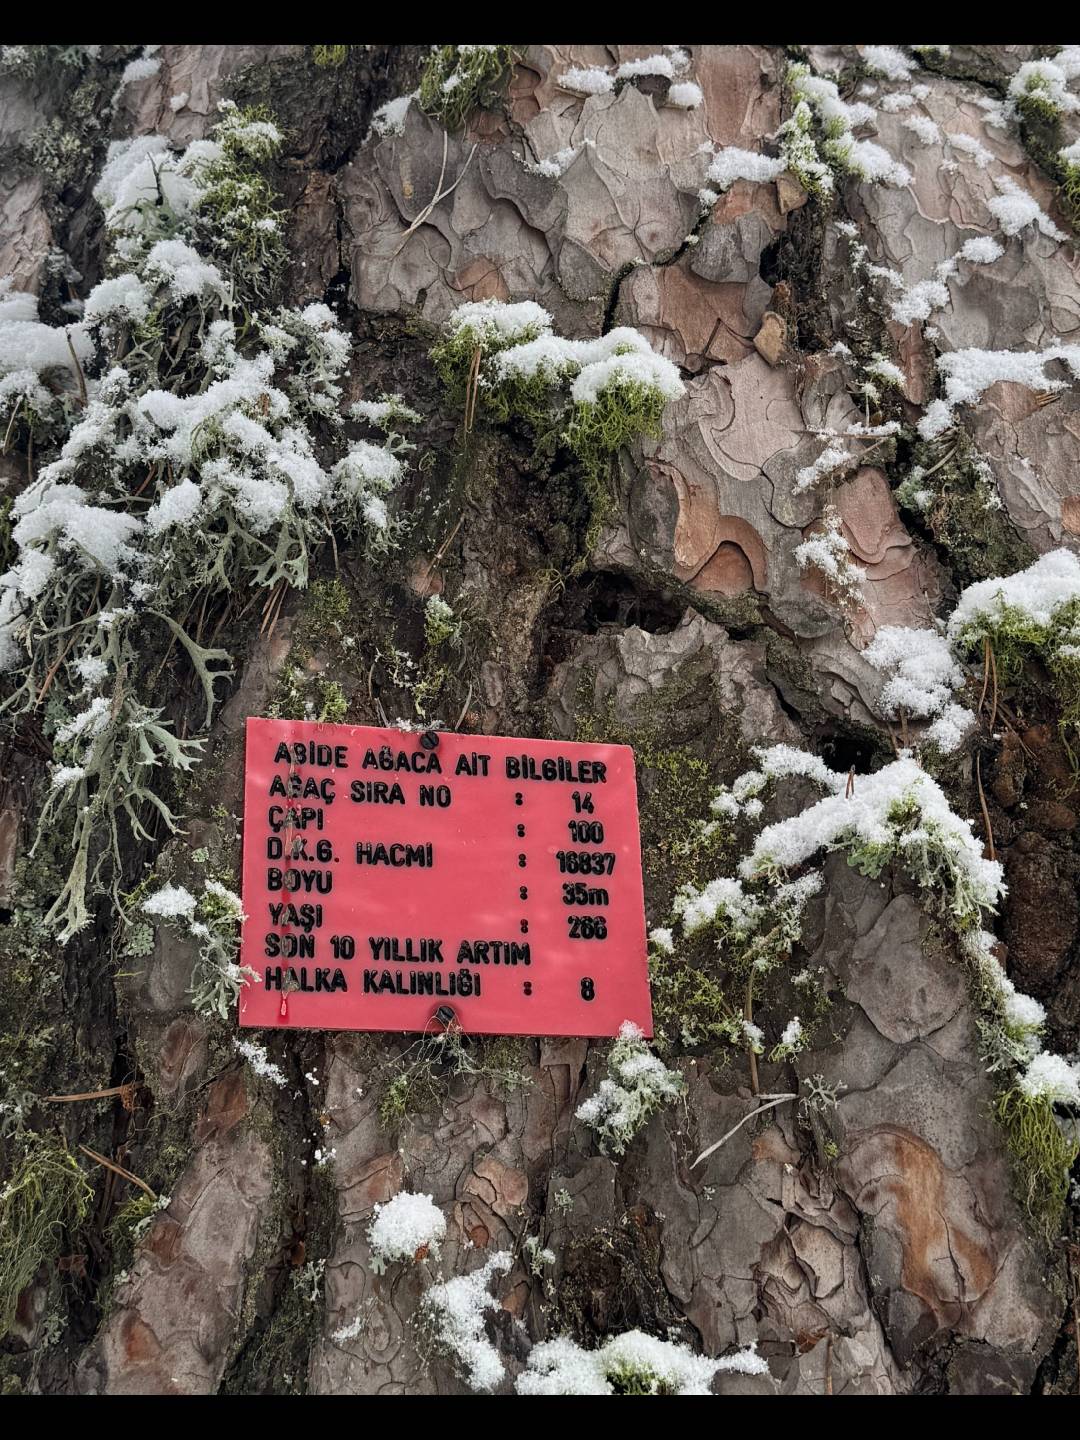 ABİDE AĞACA AİT BİLGİLER
AĞAÇ SIRA NO : 14
ÇAPI : 100
D.K.G. HACMİ : 16837
BOYU : 35m
YAŞI : 266
SON 10 YILLIK ARTIM
HALKA KALINLIĞI : 8